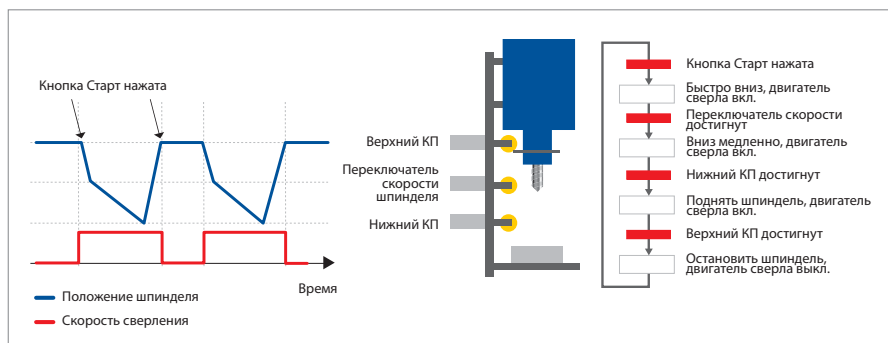 Кнопка Старт нажата
Время
Положение шпинделя
Скорость сверления
Верхний КП
Переключатель
скорости
шпинделя
Нижний КП
Кнопка Старт нажата
Быстро вниз, двигатель
сверла вкл.
Переключатель скорости
достигнут
Вниз медленно, двигатель
сверла вкл.
Нижний КП достигнут
Поднять шпиндель, двигатель
сверла вкл.
Верхний КП достигнут
Остановить шпиндель,
двигатель сверла выкл.